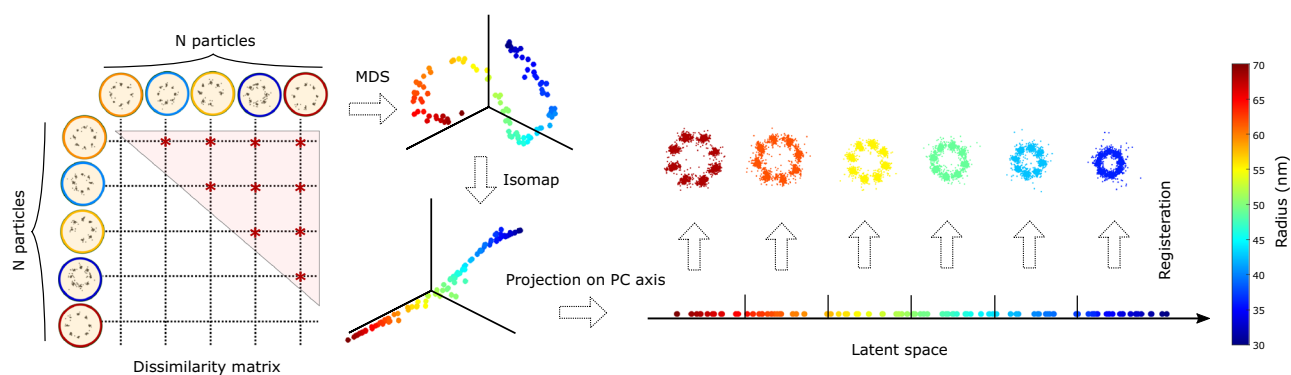 N particles
N particles
Dissimilarity matrix
MDS
Isomap
Projection on PC axis
Latent space
Registeration
70
65
60
55
50
45
40
35
30
Radius (nm)